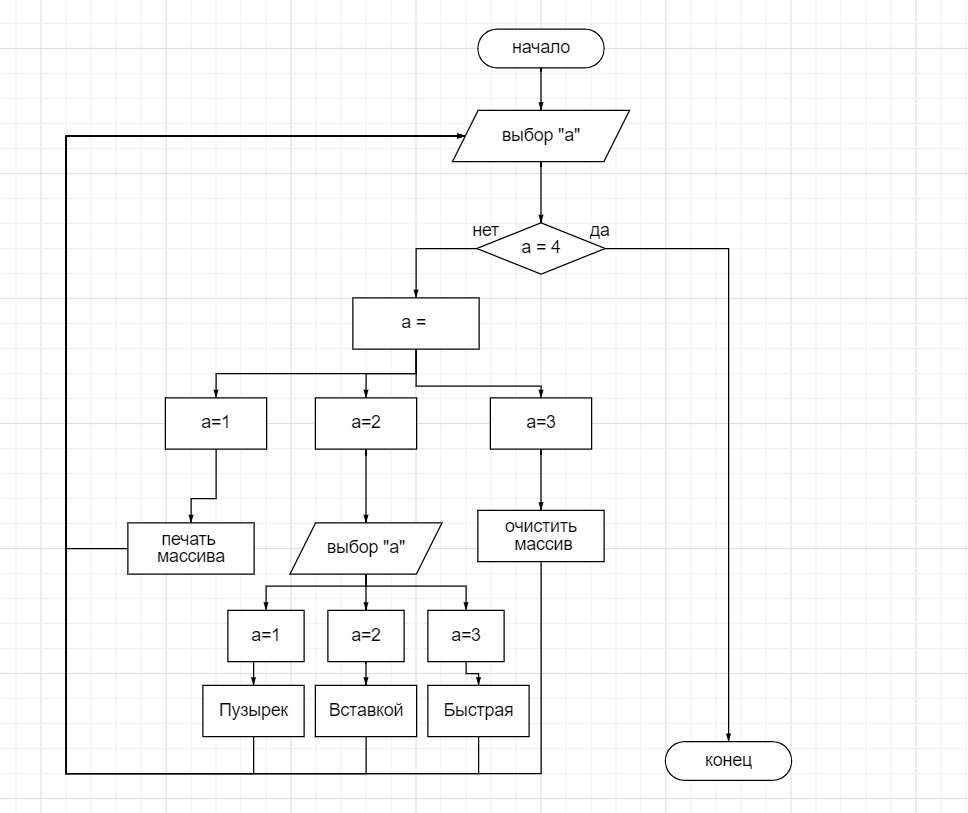 начало
выбор "а"
нет
да
а = 4
а =
а=1
а=2
а=3
печать
массива
выбор "а"
очистить
массив
а=1
а=2
а=3
Пузырек
Вставкой
Быстрая
конец